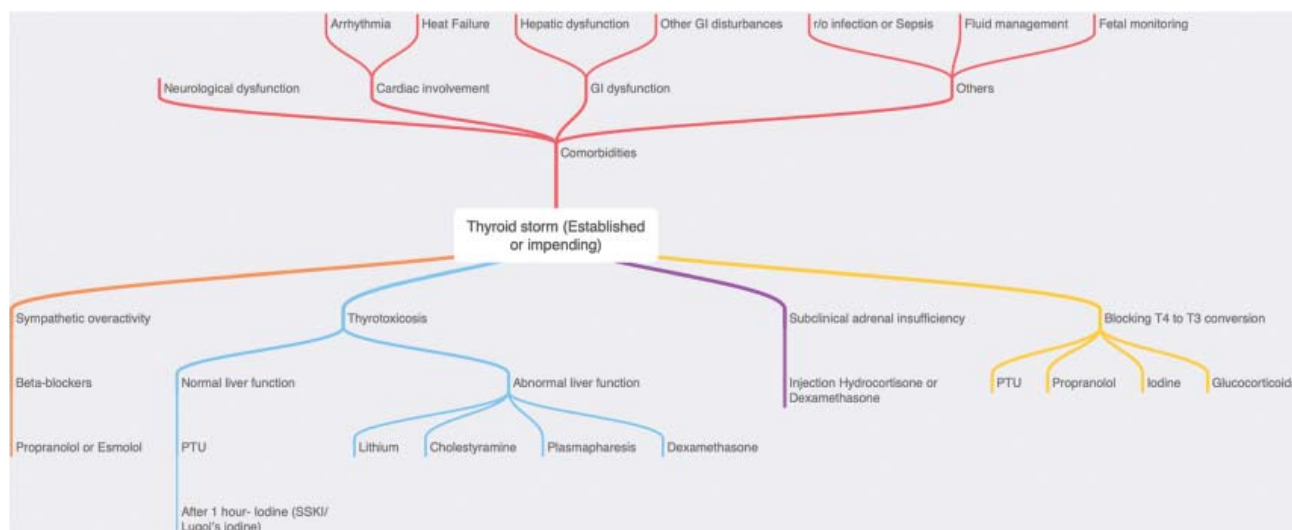 Arrhythmia
Heat Failure
Hepatic dysfunction
Other GI disturbances
r/o infection or Sepsis
Fluid management
Fetal monitoring
Neurological dysfunction
Cardiac involvement
GI dysfunction
Others
Comorbidities
Thyroid storm (Established
or impending)
Sympathetic overactivity
Thyrotoxicosis
Subclinical adrenal insufficiency
Blocking T4 to T3 conversion
Beta-blockers
Normal liver function
Abnormal liver function
Injection Hydrocortisone or
Dexamethasone
PTU
Propranolol
Iodine
Glucocorticoids
Propranolol or Esmolol
PTU
Lithium
Cholestyramine
Plasmapharesis
Dexamethasone
After 1 hour- Iodine (SSKI/
Lugol's iodine)